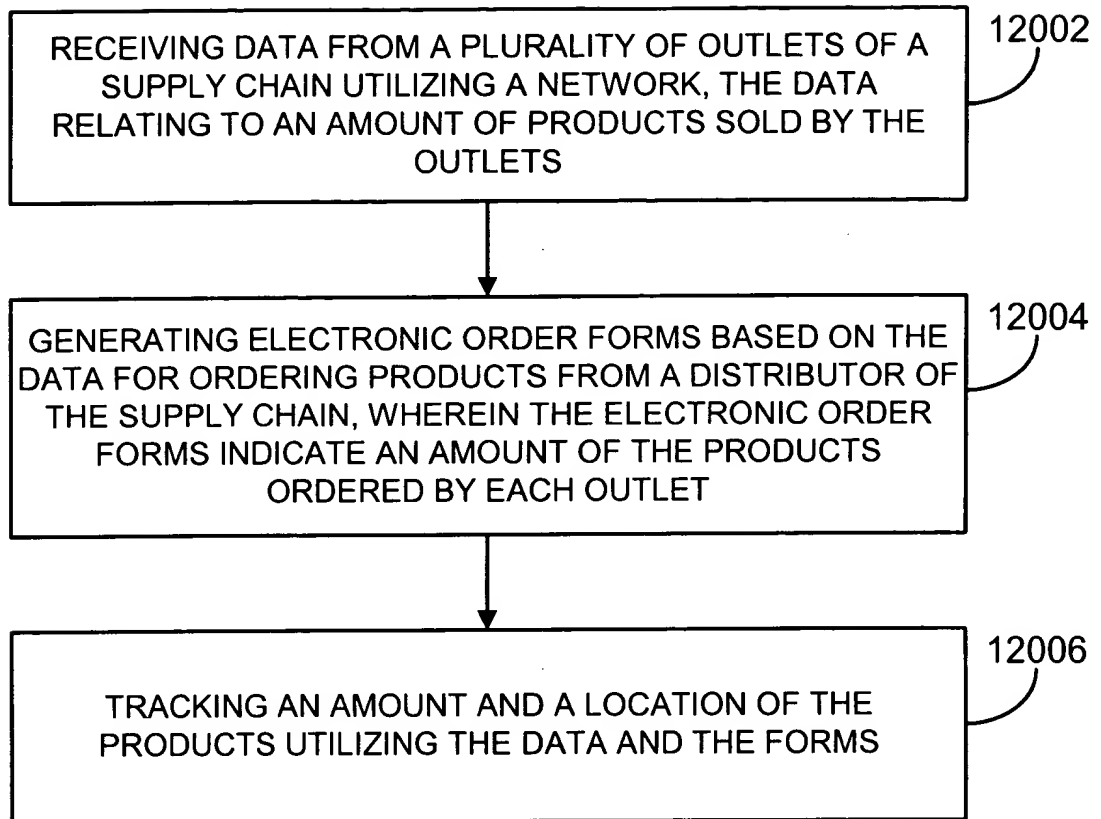 RECEIVING DATA FROM A PLURALITY OF OUTLETS OF A
SUPPLY CHAIN UTILIZING A NETWORK, THE DATA
RELATING TO AN AMOUNT OF PRODUCTS SOLD BY THE
OUTLETS
12002
GENERATING ELECTRONIC ORDER FORMS BASED ON THE
DATA FOR ORDERING PRODUCTS FROM A DISTRIBUTOR OF
THE SUPPLY CHAIN, WHEREIN THE ELECTRONIC ORDER
FORMS INDICATE AN AMOUNT OF THE PRODUCTS
ORDERED BY EACH OUTLET
12004
TRACKING AN AMOUNT AND A LOCATION OF THE
PRODUCTS UTILIZING THE DATA AND THE FORMS
12006